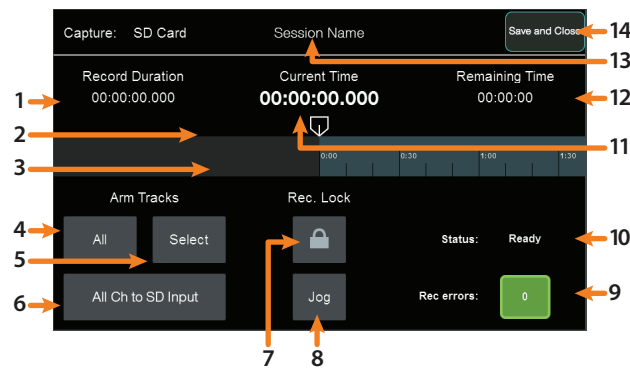 Capture: SD Card Session Name Save and Close 14
13
Record Duration Current Time Remaining Time
1 00:00:00.000 00:00:00.000 00:00:00 12
2
11
3 0:00 0:30 1:00 1:30
Arm Tracks Rec. Lock
4 All Select Status: Ready 10
5
6 All Ch to SD Input Jog Rec errors: 0 9
7 8